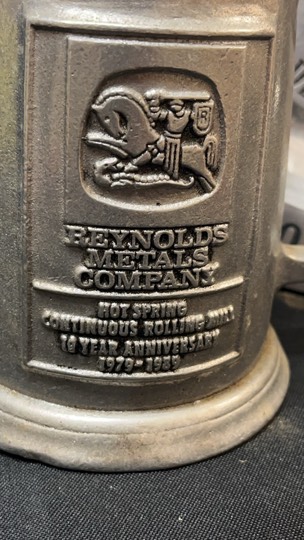 REYNOLDS
METALS
COMPANY
HOT SPRING
CONTINUOUS ROLLING MILL
10 YEAR ANNIVERSARY
1979-1989